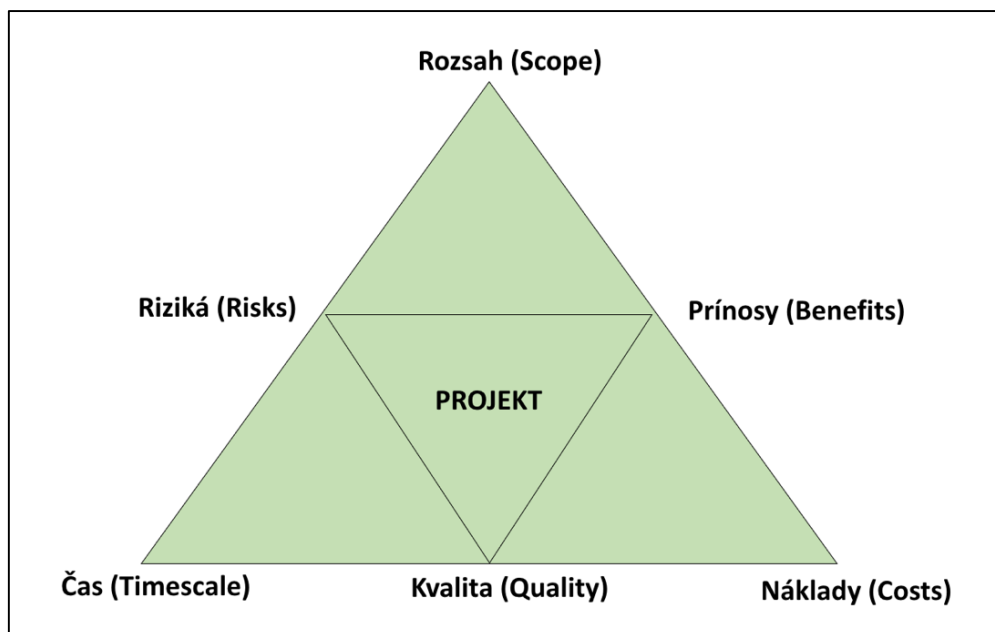 Rozsah (Scope)
Riziká (Risks)
Prínosy (Benefits)
PROJEKT
Čas (Timescale)
Kvalita (Quality)
Náklady (Costs)